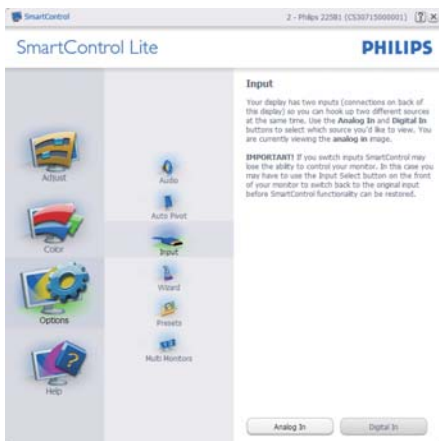 SmartControl
2 - Philips 225B1 (CS30715000001)
SmartControl Lite
PHILIPS
Adjust
Color
Options
Help
Audio
Auto Pivot
Input
Wizard
Presets
Multi Monitors
Input
Your display has two inputs (connections on back of
this display) so you can hook up two different sources
at the same time. Use the Analog In and Digital In
buttons to select which source you'd like to view. You
are currently viewing the analog in image.
IMPORTANT! If you switch inputs SmartControl may
lose the ability to control your monitor. In this case you
may have to use the Input Select button on the front
of your monitor to switch back to the original input
before SmartControl functionality can be restored.
Analog In
Digital In